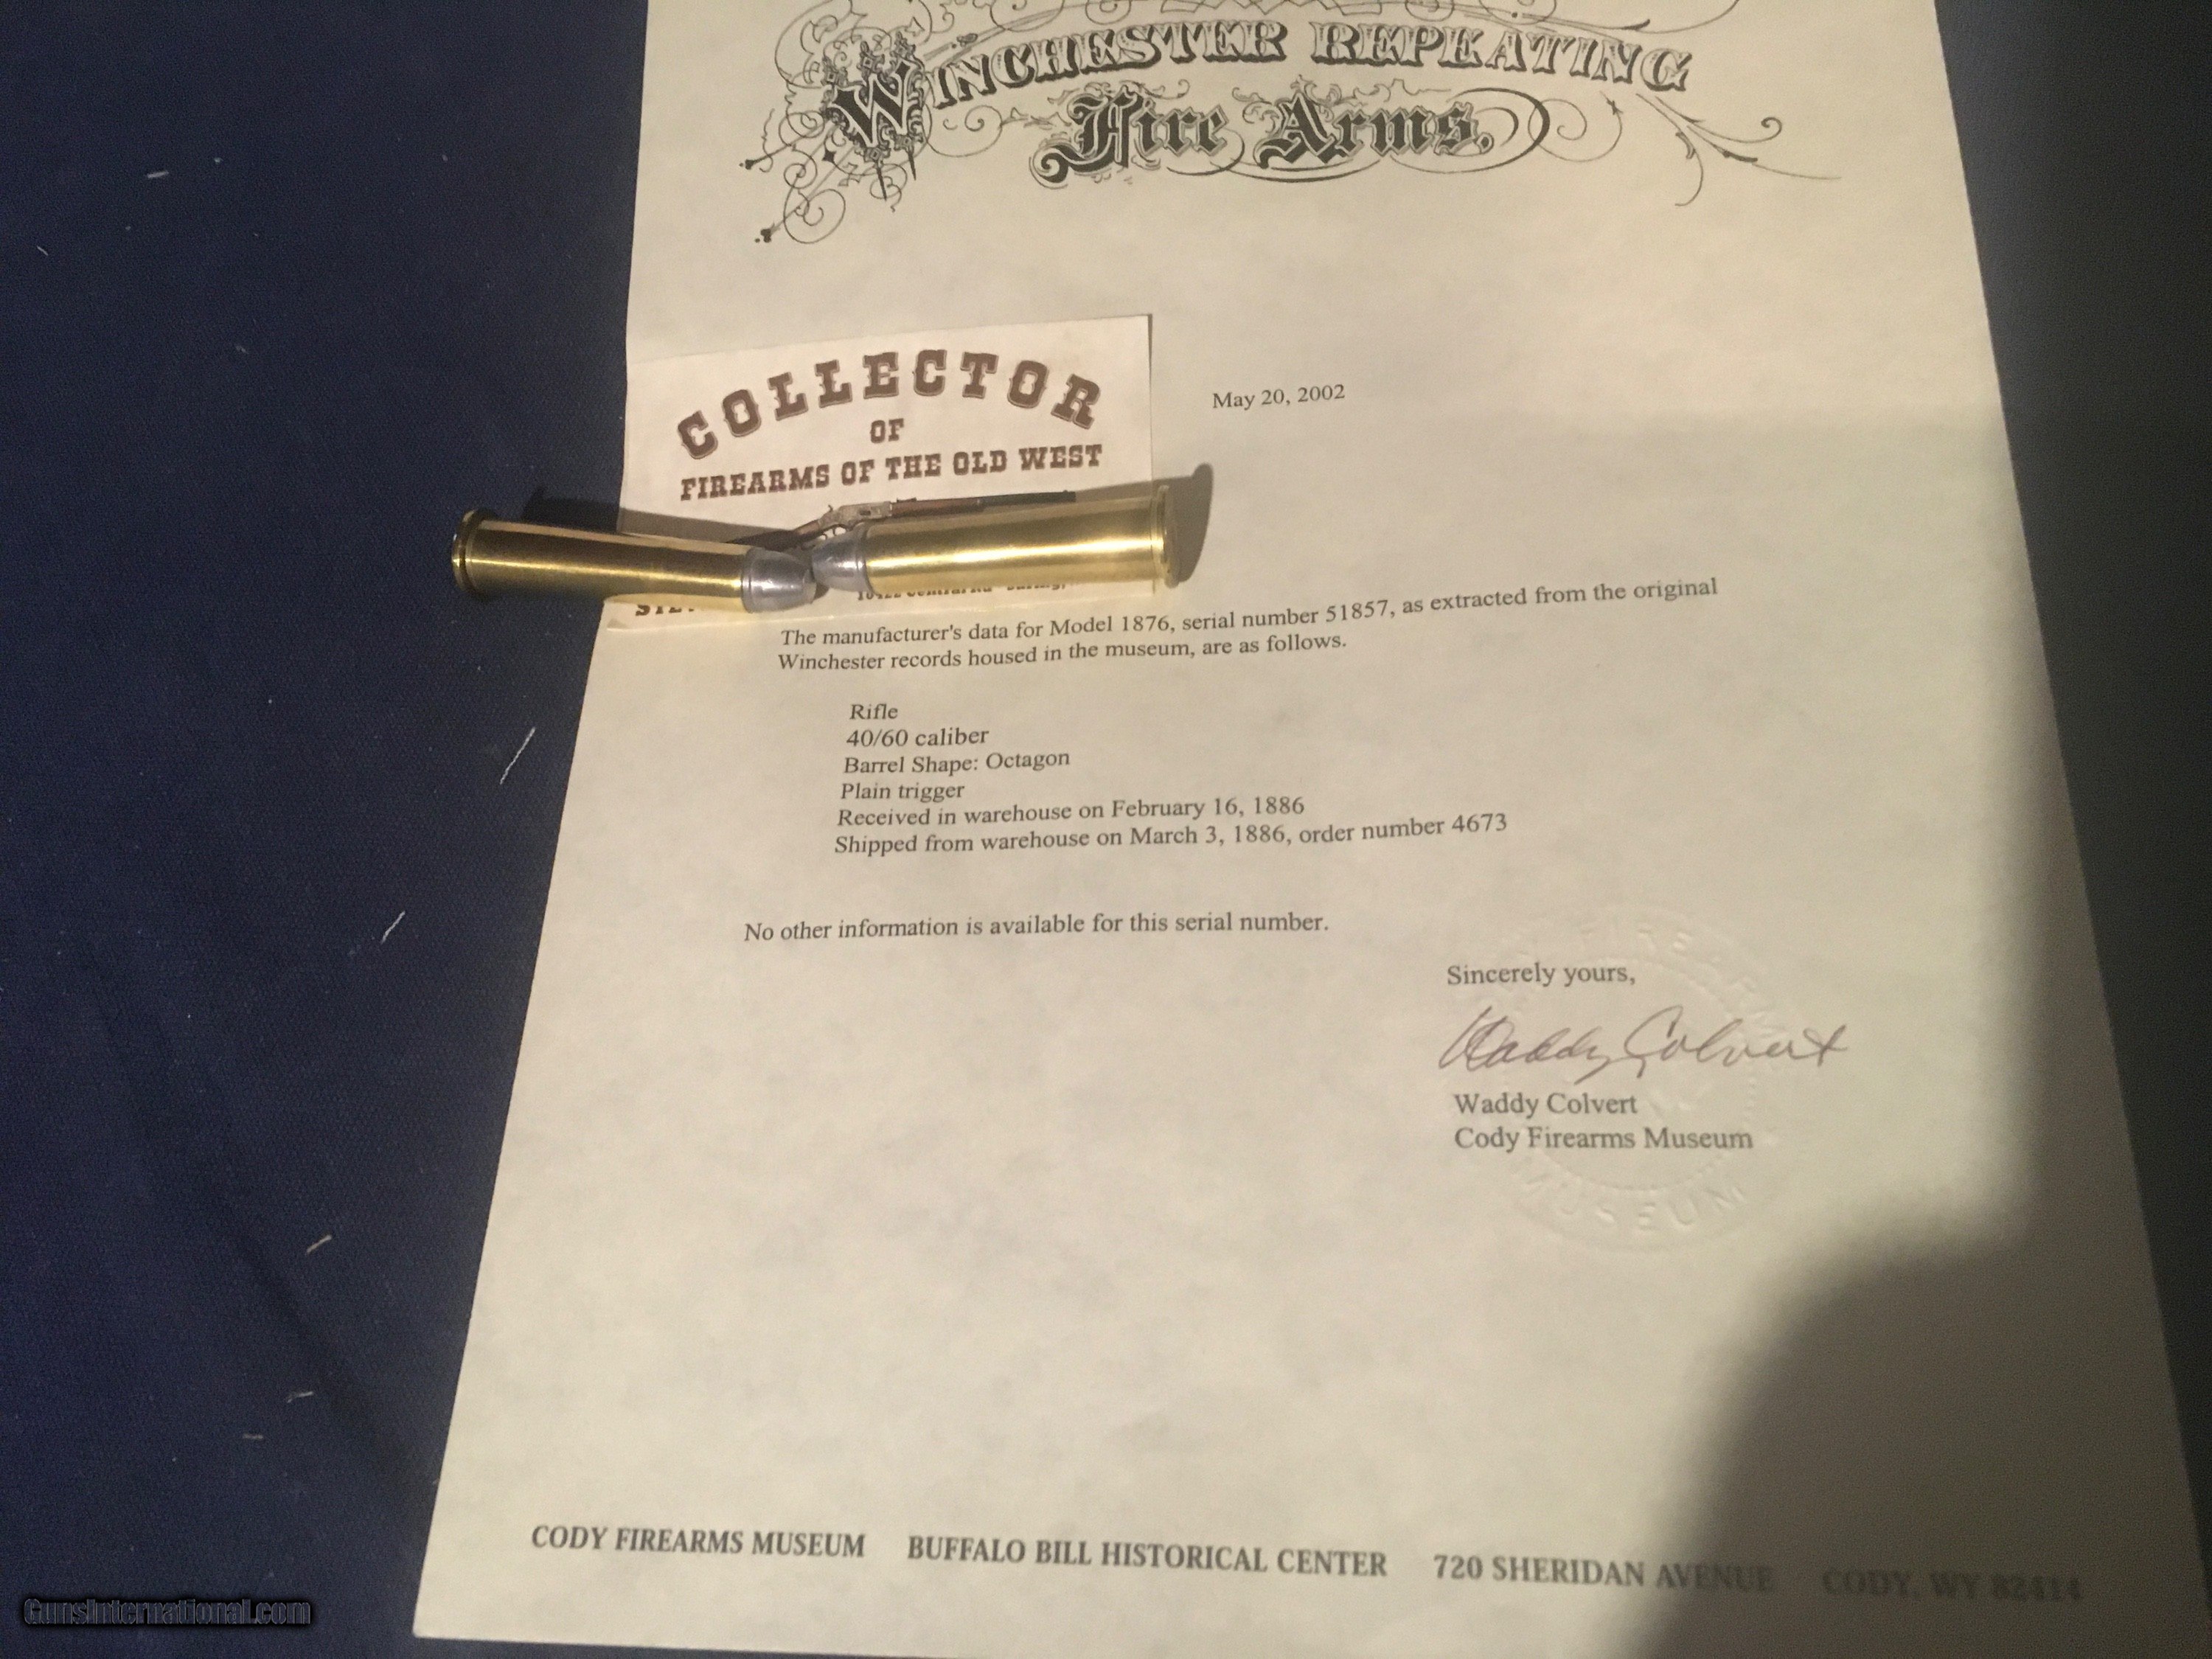 WINCHESTER REPEATING
Fire Arms.
COLLECTOR
OF
FIREARMS OF THE OLD WEST
May 20, 2002
The manufacturer's data for Model 1876, serial number 51857, as extracted from the original
Winchester records housed in the museum, are as follows.
Rifle
40/60 caliber
Barrel Shape: Octagon
Plain trigger
Received in warehouse on February 16, 1886
Shipped from warehouse on March 3, 1886, order number 4673
No other information is available for this serial number.
Sincerely yours,
Waddy Colvert
Waddy Colvert
Cody Firearms Museum
MUSEUM
CODY FIREARMS MUSEUM BUFFALO BILL HISTORICAL CENTER 720 SHERIDAN AVENUE CODY, WY 82414
GunsInternational.com